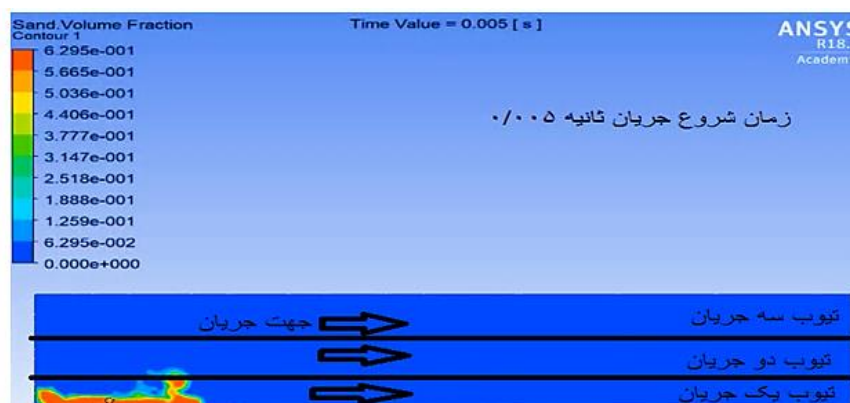 Sand.Volume Fraction
Contour 1
Time Value = 0.005 [ s ]
ANSYS
R18.
Academ
6.295e-001
5.665e-001
5.036e-001
4.406e-001
3.777e-001
3.147e-001
2.518e-001
1.888e-001
1.259e-001
6.295e-002
0.000e+000
زمان شروع جریان ثانیه ۰/۰۰۵
تیوب سه جریان
جهت جریان
تیوب دو جریان
تیوب یک جریان